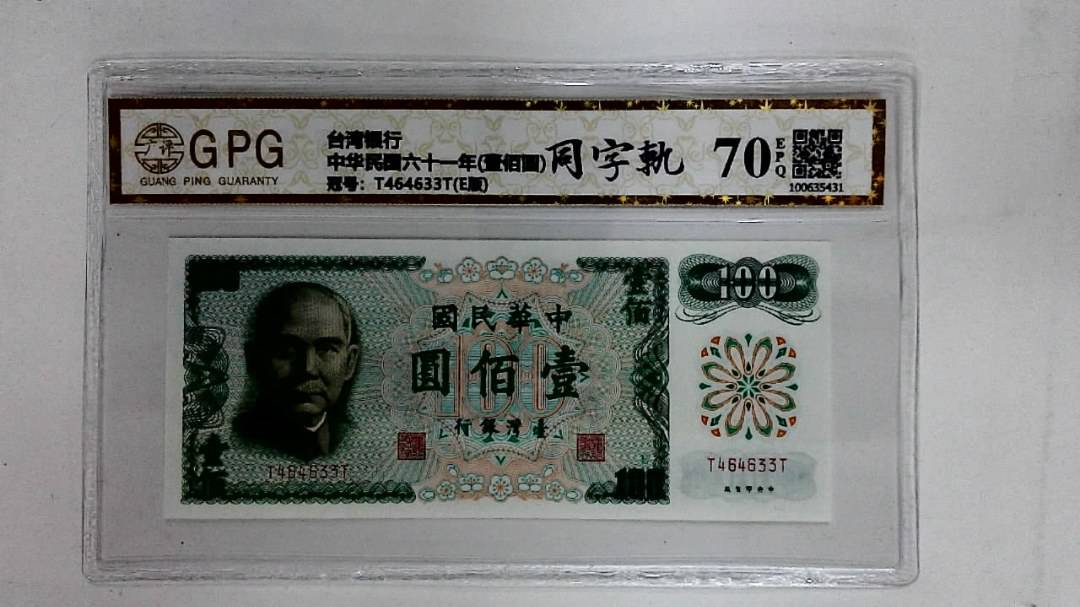 GPG
GUANG PING GUARANTY
台湾银行
中华民國六十一年(壹佰圓)
冠号: T464633T(E版)
同字軌
70
EPQ
100635431
壹佰
100
國民華中
圓佰壹
行銀灣臺
T464633T
T464633T